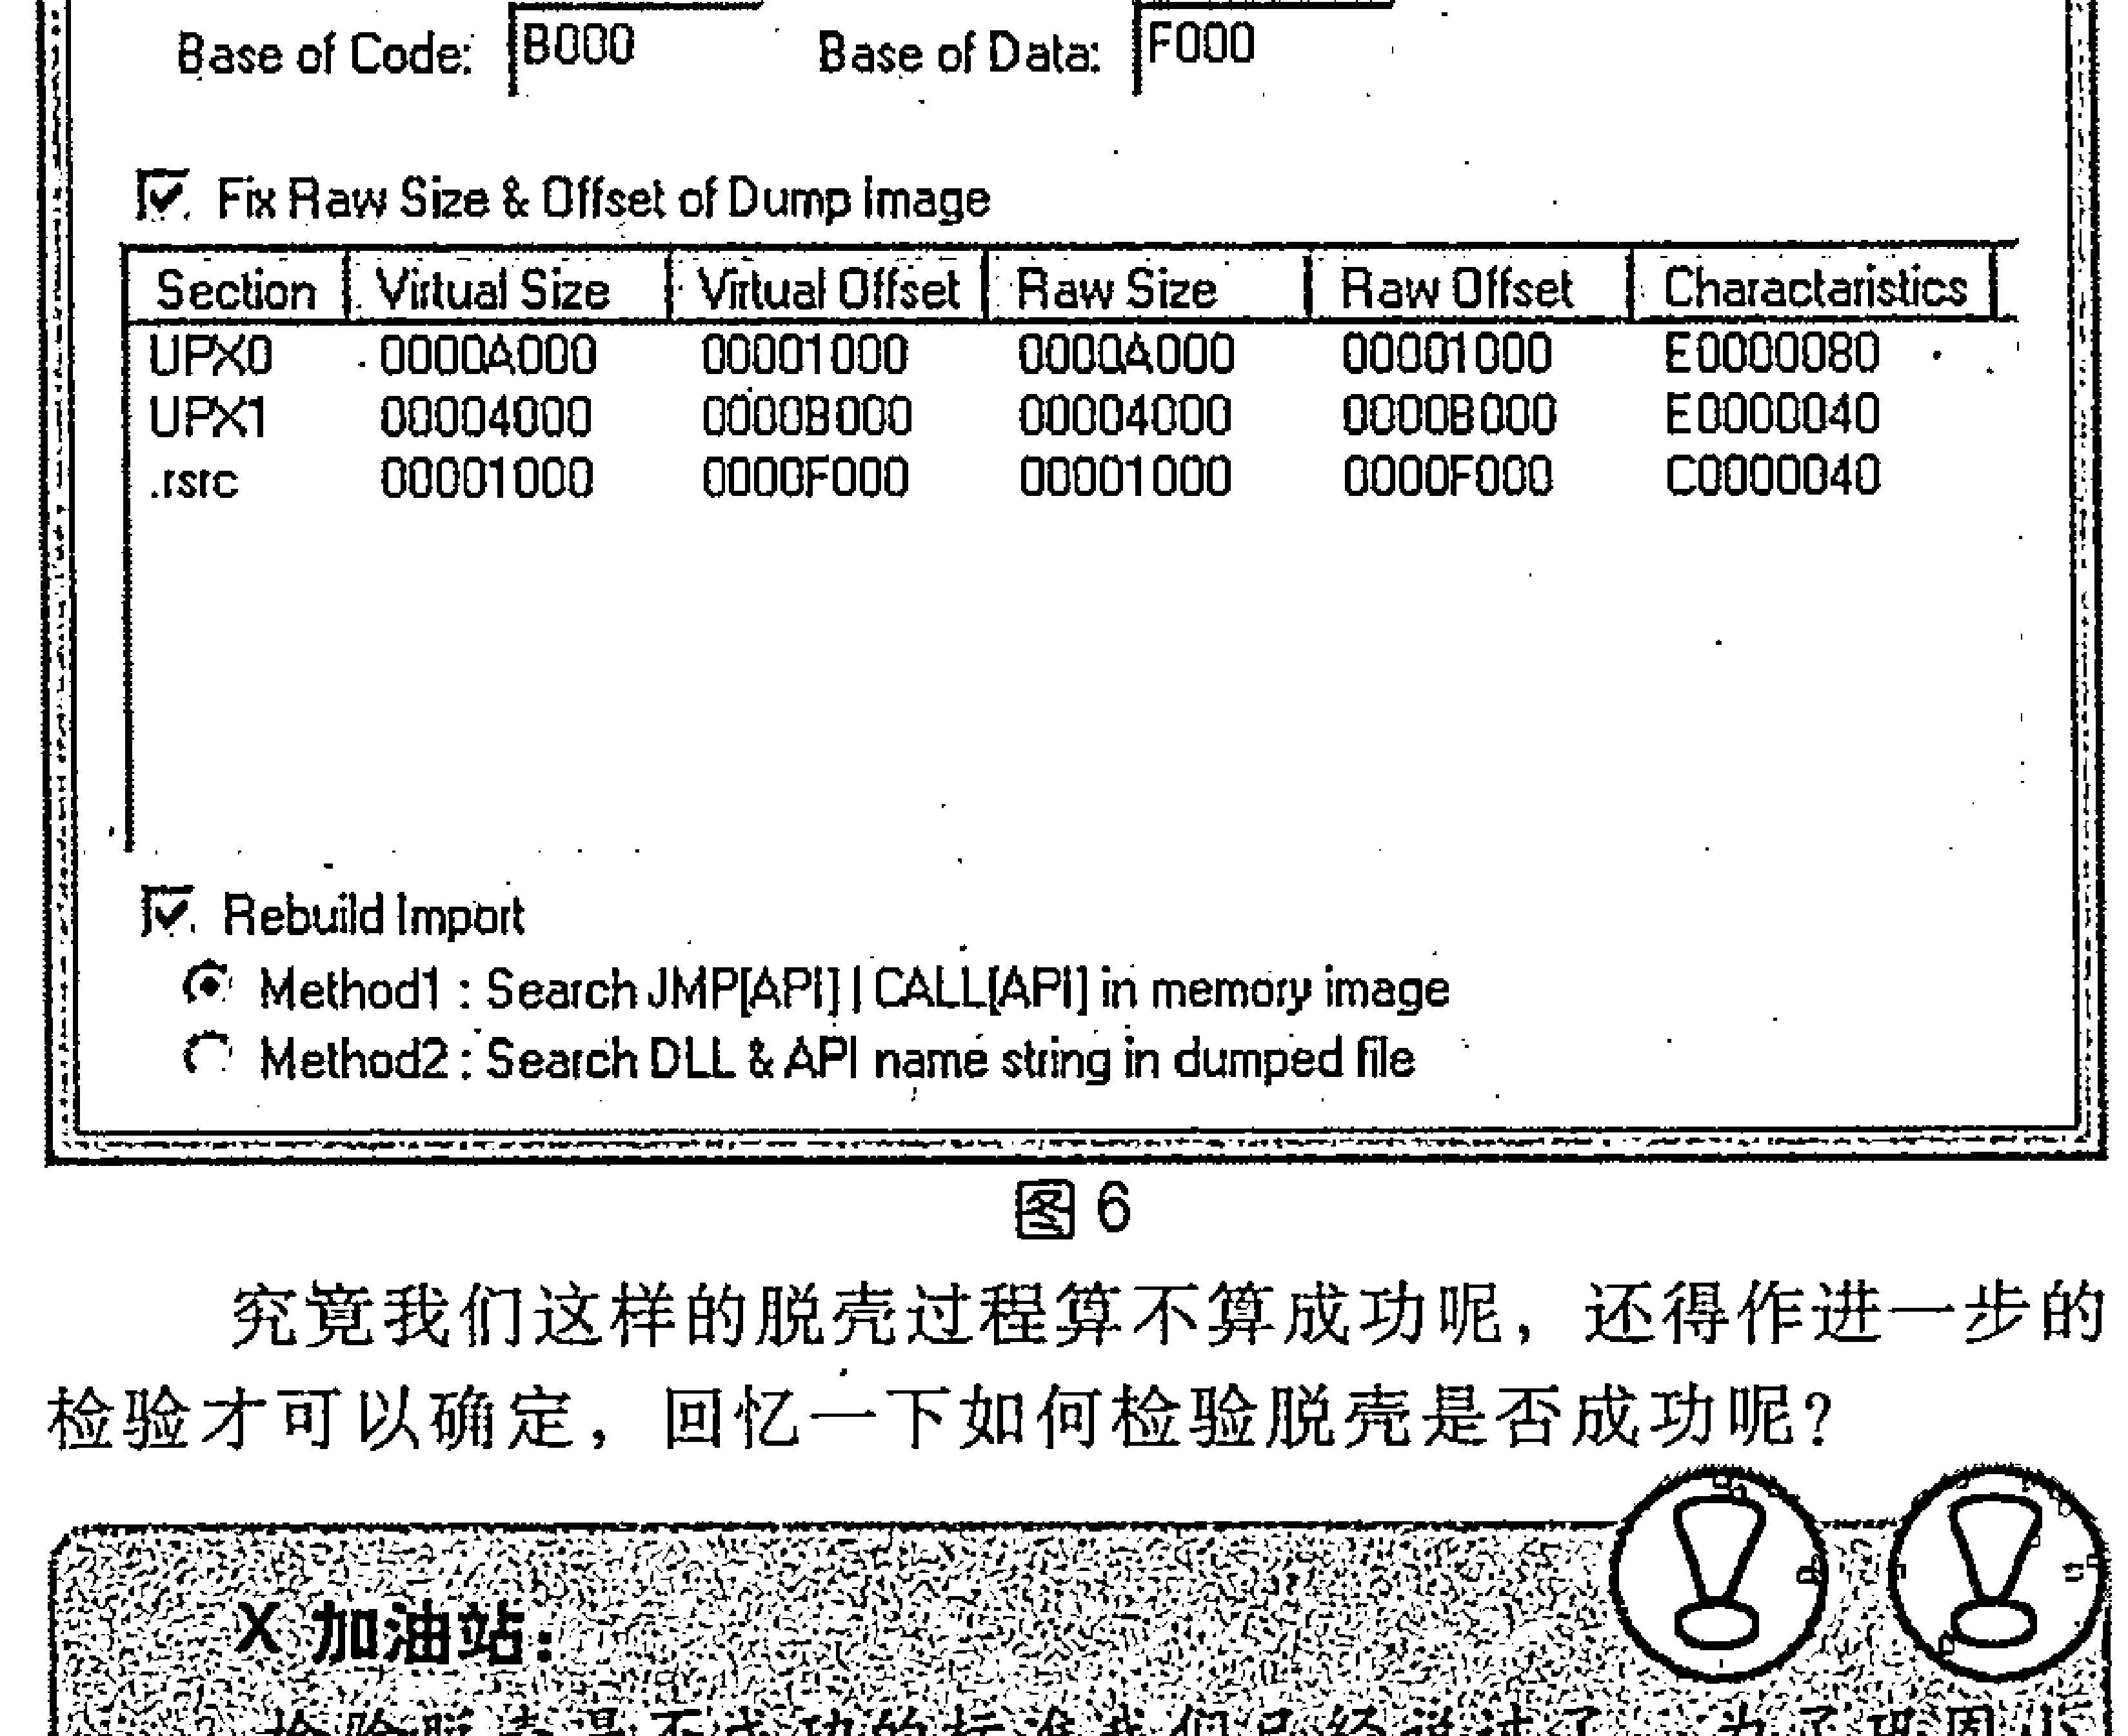 Base of Code: B000 Base of Data: F000
Fix Raw Size & Offset of Dump Image
Section Virtual Size Virtual Offset Raw Size Raw Offset Charactaristics
UPX0 0000A000 00001000 0000A000 00001000 E0000080
UPX1 00004000 0000B000 00004000 0000B000 E0000040
.rsrc 00001000 0000F000 00001000 0000F000 C0000040
Rebuild Import
Method1 : Search JMP[API] | CALL[API] in memory image
Method2 : Search DLL & API name string in dumped file
图 6
究竟我们这样的脱壳过程算不算成功呢，还得作进一步的
检验才可以确定，回忆一下如何检验脱壳是否成功呢？
X 加油站：